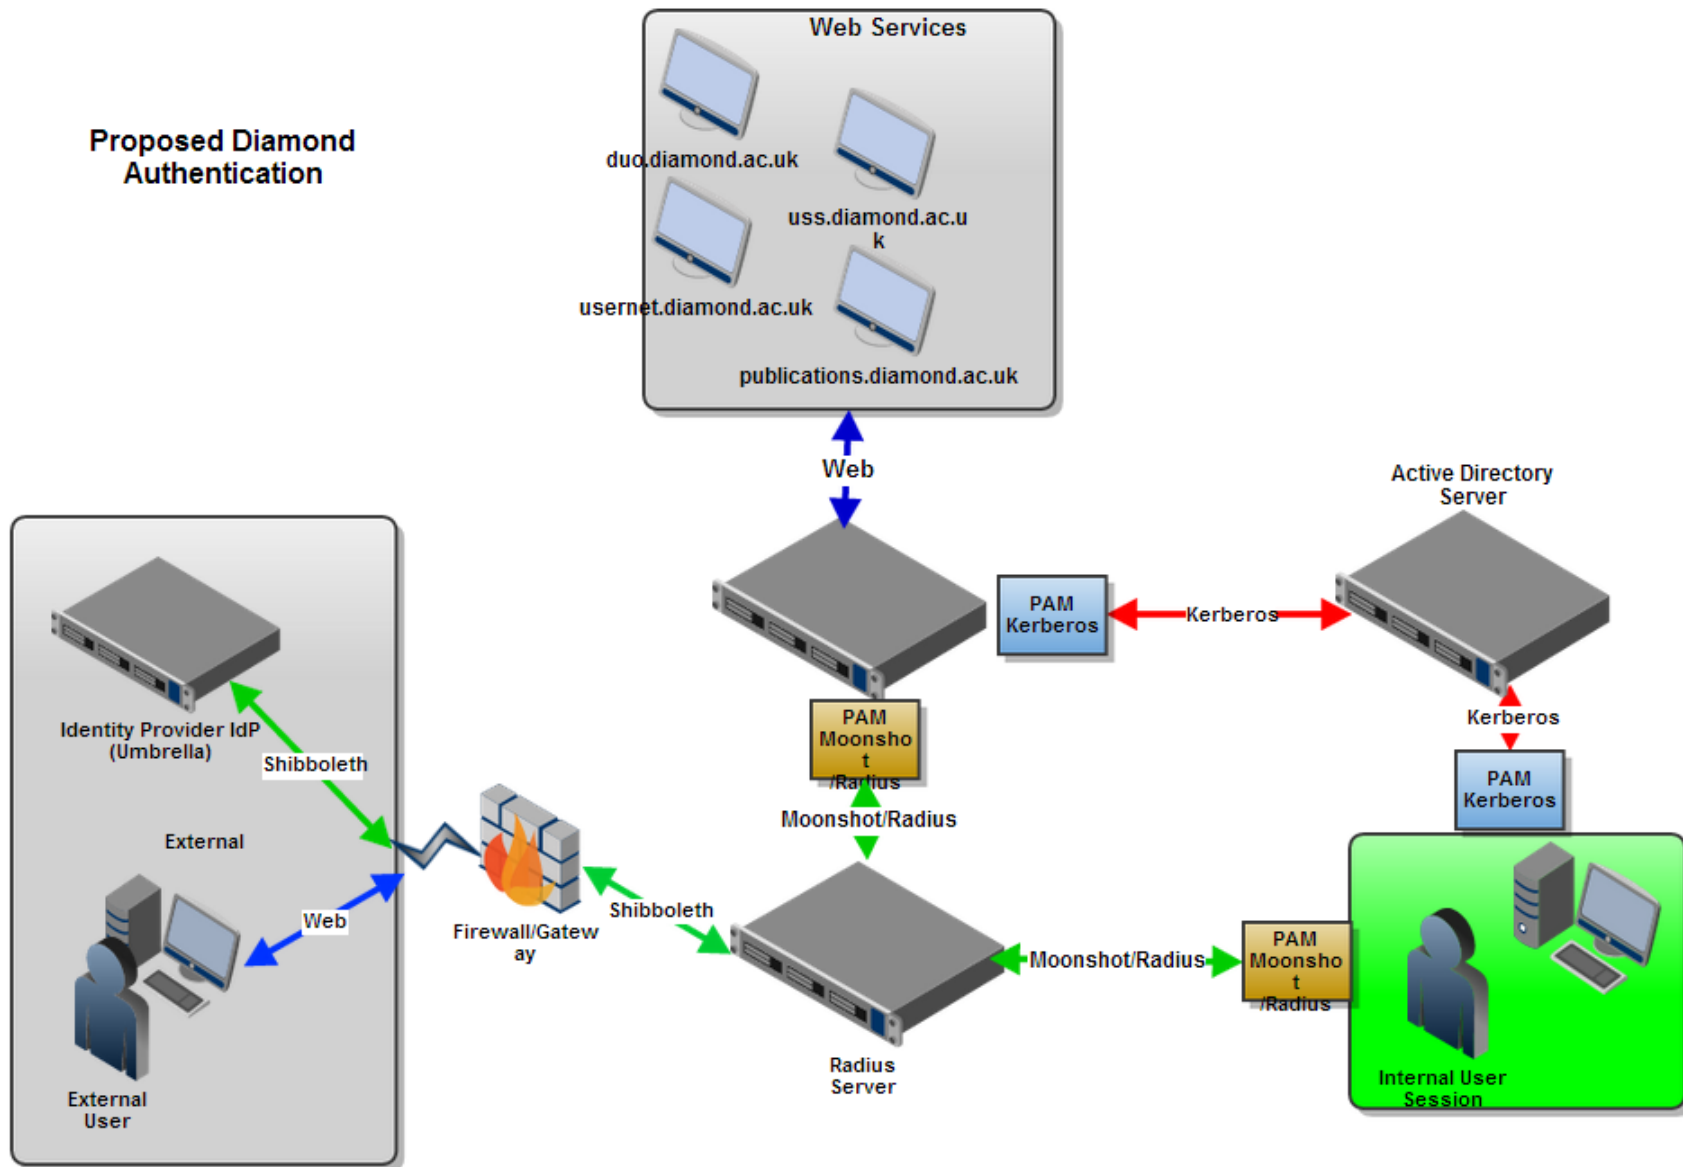 Web Services
Proposed Diamond
Authentication
duo.diamond.ac.uk
uss.diamond.ac.u
k
usernet.diamond.ac.uk
publications.diamond.ac.uk
Web
Active Directory
Server
PAM
Kerberos
Kerberos
Identity Provider IdP
(Umbrella)
Shibboleth
PAM
Moonsho
t
/Radius
Kerberos
PAM
Kerberos
Moonshot/Radius
External
Web
Firewall/Gatew
ay
Shibboleth
Moonshot/Radius
PAM
Moonsho
t
/Radius
External
User
Radius
Server
Internal User
Session